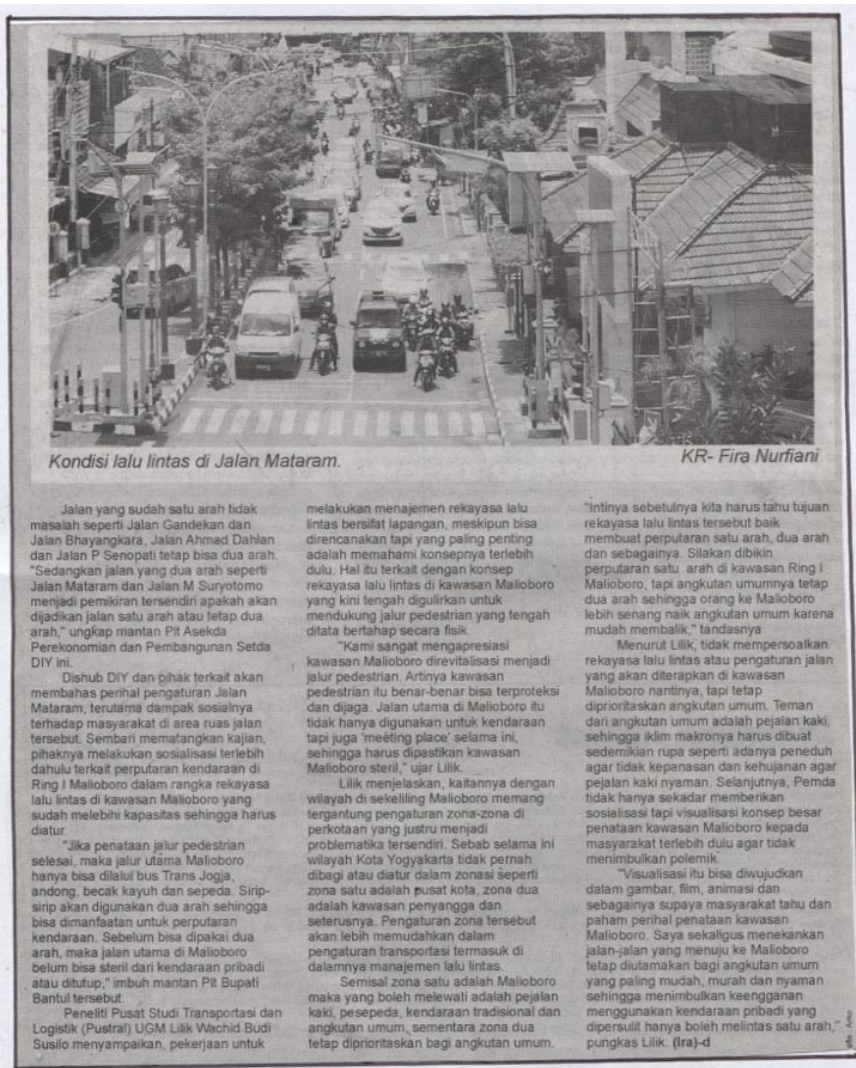 Kondisi lalu lintas di Jalan Mataram.
KR- Fira Nurfiani
Jalan yang sudah satu arah tidak
masalah seperti Jalan Gandekan dan
Jalan Bhayangkara, Jalan Ahmad Dahlan
dan Jalan P Senopati tetap bisa dua arah.
"Sedangkan jalan yang dua arah seperti
Jalan Mataram dan Jalan M Suryotomo
menjadi pemikiran tersendiri apakah akan
dijadikan jalan satu arah atau tetap dua
arah," ungkap mantan Plt Asekda
Perekonomian dan Pembangunan Setda
DIY ini.
Dishub DIY dan pihak terkait akan
membahas perihal pengaturan Jalan
Mataram, terutama dampak sosialnya
terhadap masyarakat di area ruas jalan
tersebut. Sembari mematangkan kajian,
pihaknya melakukan sosialisasi terlebih
dahulu terkait perputaran kendaraan di
Ring I Malioboro dalam rangka rekayasa
lalu lintas di kawasan Malioboro yang
sudah melebihi kapasitas sehingga harus
diatur.
"Jika penataan jalur pedestrian
selesai, maka jalur utama Malioboro
hanya bisa dilalui bus Trans Jogja,
andong, becak kayuh dan sepeda. Sirip-
sirip akan digunakan dua arah sehingga
bisa dimanfaatan untuk perputaran
kendaraan. Sebelum bisa dipakai dua
arah, maka jalan utama di Malioboro
belum bisa steril dari kendaraan pribadi
atau ditutup," imbuh mantan Plt Bupati
Bantul tersebut.
Peneliti Pusat Studi Transportasi dan
Logistik (Pustral) UGM Lilik Wachid Budi
Susilo menyampaikan, pekerjaan untuk
melakukan menajemen rekayasa lalu
lintas bersifat lapangan, meskipun bisa
direncanakan tapi yang paling penting
adalah memahami konsepnya terlebih
dulu. Hal itu terkait dengan konsep
rekayasa lalu lintas di kawasan Malioboro
yang kini tengah digulirkan untuk
mendukung jalur pedestrian yang tengah
ditata bertahap secara fisik.
"Kami sangat mengapresiasi
kawasan Malioboro direvitalisasi menjadi
jalur pedestrian. Artinya kawasan
pedestrian itu benar-benar bisa terproteksi
dan dijaga. Jalan utama di Malioboro itu
tidak hanya digunakan untuk kendaraan
tapi juga 'meeting place' selama ini,
sehingga harus dipastikan kawasan
Malioboro steril," ujar Lilik.
Lilik menjelaskan, kaitannya dengan
wilayah di sekeliling Malioboro memang
tergantung pengaturan zona-zona di
perkotaan yang justru menjadi
problematika tersendiri. Sebab selama ini
wilayah Kota Yogyakarta tidak pernah
dibagi atau diatur dalam zonasi seperti
zona satu adalah pusat kota, zona dua
adalah kawasan penyangga dan
seterusnya. Pengaturan zona tersebut
akan lebih memudahkan dalam
pengaturan transportasi termasuk di
dalamnya manajemen lalu lintas.
Semisal zona satu adalah Malioboro
maka yang boleh melewati adalah pejalan
kaki, pesepeda, kendaraan tradisional dan
angkutan umum, sementara zona dua
tetap diprioritaskan bagi angkutan umum.
"Intinya sebetulnya kita harus tahu tujuan
rekayasa lalu lintas tersebut baik
membuat perputaran satu arah, dua arah
dan sebagainya. Silakan dibikin
perputaran satu arah di kawasan Ring I
Malioboro, tapi angkutan umumnya tetap
dua arah sehingga orang ke Malioboro
lebih senang naik angkutan umum karena
mudah membalik," tandasnya
Menurut Lilik, tidak mempersoalkan
rekayasa lalu lintas atau pengaturan jalan
yang akan diterapkan di kawasan
Malioboro nantinya, tapi tetap
diprioritaskan angkutan umum. Teman
dari angkutan umum adalah pejalan kaki,
sehingga iklim makronya harus dibuat
sedemikian rupa seperti adanya peneduh
agar tidak kepanasan dan kehujanan agar
pejalan kaki nyaman. Selanjutnya, Pemda
tidak hanya sekadar memberikan
sosialisasi tapi visualisasi konsep besar
penataan kawasan Malioboro kepada
masyarakat terlebih dulu agar tidak
menimbulkan polemik.
"Visualisasi itu bisa diwujudkan
dalam gambar, film, animasi dan
sebagainya supaya masyarakat tahu dan
paham perihal penataan kawasan
Malioboro. Saya sekaligus menekankan
jalan-jalan yang menuju ke Malioboro
tetap diutamakan bagi angkutan umum
yang paling mudah, murah dan nyaman
sehingga menimbulkan keengganan
menggunakan kendaraan pribadi yang
dipersulit hanya boleh melintas satu arah,"
pungkas Lilik. (Ira)-d